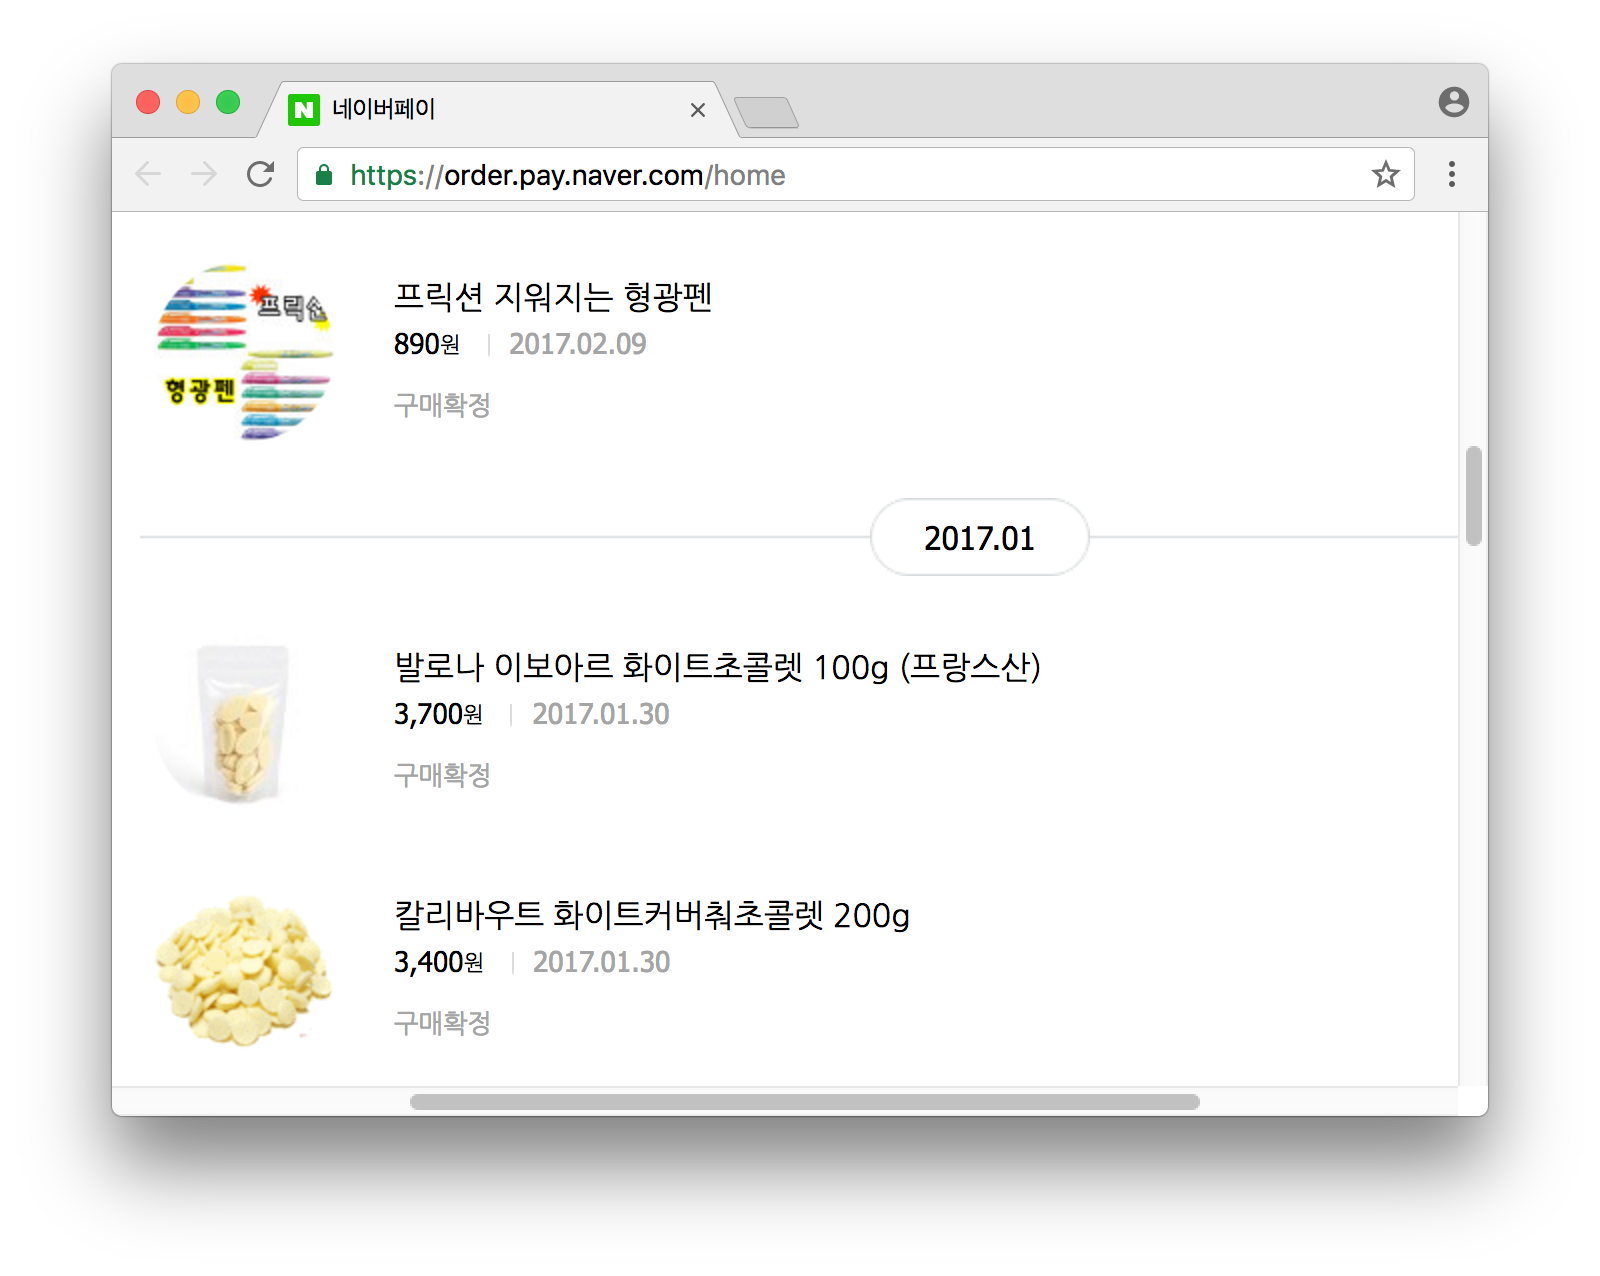 N 네이버페이
https://order.pay.naver.com/home
프릭션
형광펜
프릭션 지워지는 형광펜
890원 2017.02.09
구매확정
2017.01
발로나 이보아르 화이트초콜렛 100g (프랑스산)
3,700원 2017.01.30
구매확정
칼리바우트 화이트커버춰초콜렛 200g
3,400원 2017.01.30
구매확정